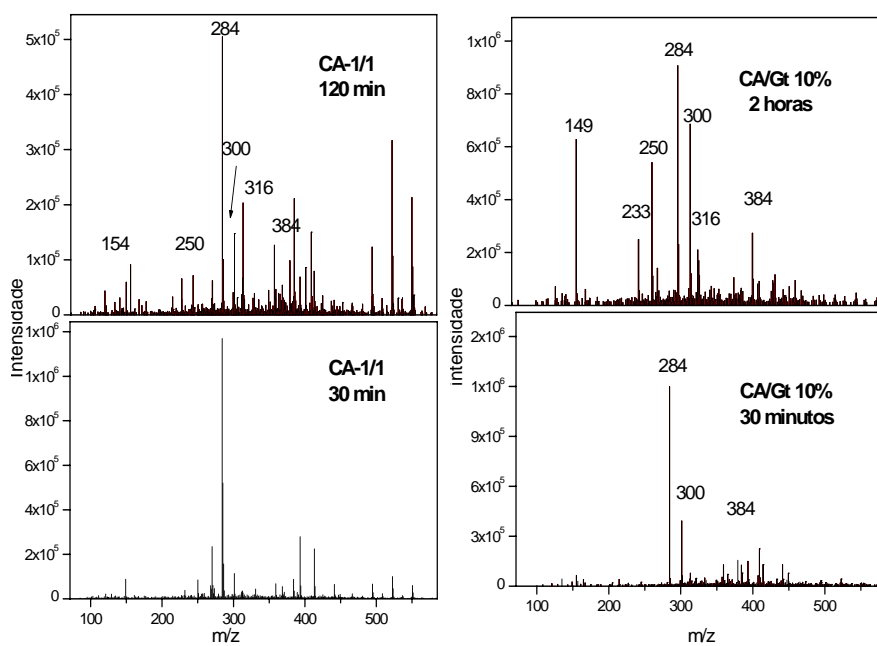 6x10⁵
5x10⁵
4x10⁵
3x10⁵
2x10⁵
1x10⁵
0
284
CA-1/1
120 min
300
316
384
250
154
Intensidade
1x10⁶
1x10⁶
8x10⁵
6x10⁵
4x10⁵
2x10⁵
0
CA-1/1
30 min
100 200 300 400 500
m/z
1x10⁶
8x10⁵
6x10⁵
4x10⁵
2x10⁵
0
284
CA/Gt 10%
2 horas
149
300
250
233
316
384
intensidade
2x10⁶
1x10⁶
9x10⁵
6x10⁵
3x10⁵
0
284
CA/Gt 10%
30 minutos
300
384
100 200 300 400 500
m/z